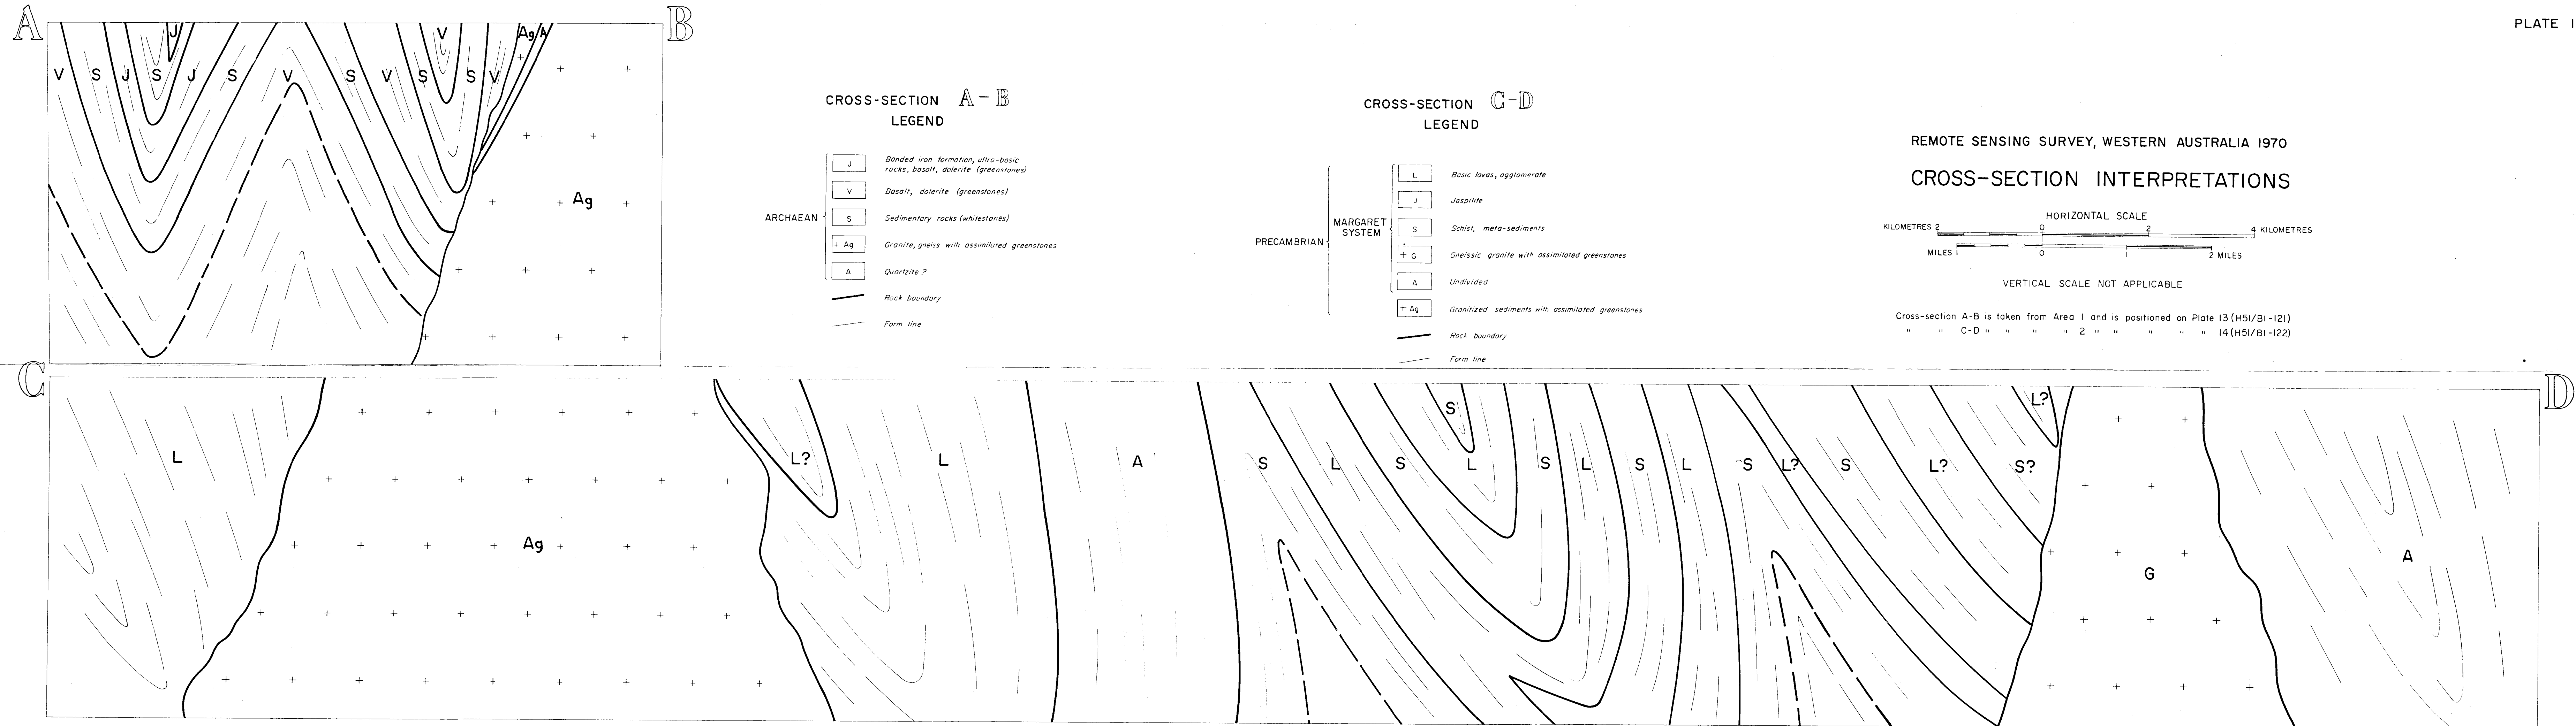 PLATE 1
A
B
J
V
Ag
A
V S J S J S V S V S S V
Ag
CROSS-SECTION A-B
LEGEND
ARCHAEAN
J Banded iron formation, ultra-basic
rocks, basalt, dolerite (greenstones)
V Basalt, dolerite (greenstones)
S Sedimentary rocks (whitestones)
+ Ag Granite, gneiss with assimilated greenstones
A Quartzite ?
Rock boundary
Form line
CROSS-SECTION C-D
LEGEND
PRECAMBRIAN
MARGARET
SYSTEM
L Basic lavas, agglomerate
J Jaspilite
S Schist, meta-sediments
+ G Gneissic granite with assimilated greenstones
A Undivided
+ Ag Granitized sediments with assimilated greenstones
Rock boundary
Form line
REMOTE SENSING SURVEY, WESTERN AUSTRALIA 1970
CROSS-SECTION INTERPRETATIONS
HORIZONTAL SCALE
KILOMETRES 2 0 2 4 KILOMETRES
MILES 1 0 1 2 MILES
VERTICAL SCALE NOT APPLICABLE
Cross-section A-B is taken from Area 1 and is positioned on Plate 13 (H51/B1-121)
" " C-D " " " " 2 " " " " " 14 (H51/B1-122)
C
D
S
L?
L
L?
L
A
S L S L S L S L S L? S L? S?
Ag
G
A